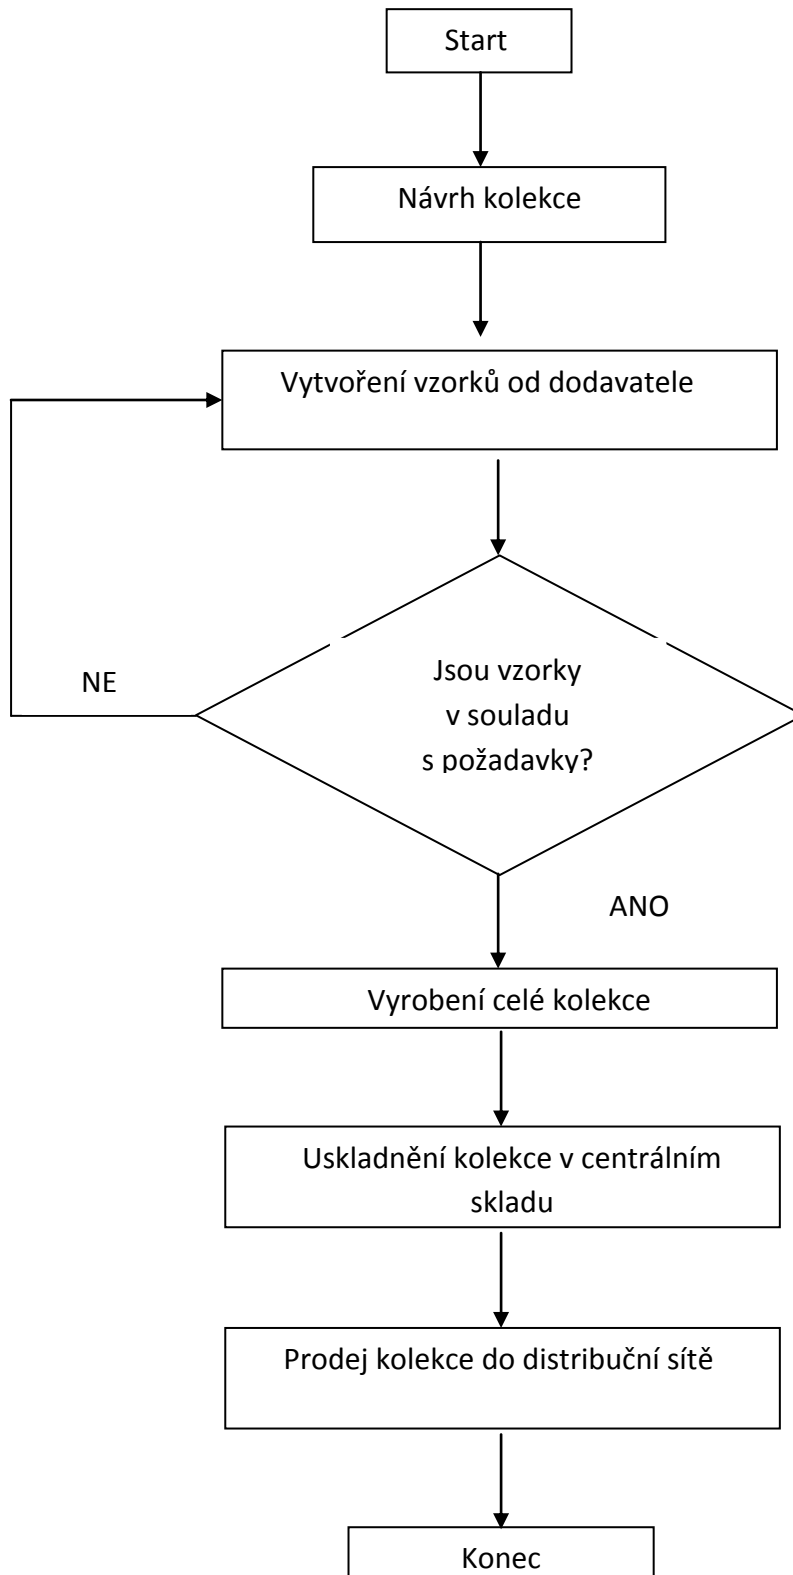 Start
Návrh kolekce
Vytvoření vzorků od dodavatele
Jsou vzorky
v souladu
s požadavky?
NE
ANO
Vyrobení celé kolekce
Uskladnění kolekce v centrálním
skladu
Prodej kolekce do distribuční sítě
Konec